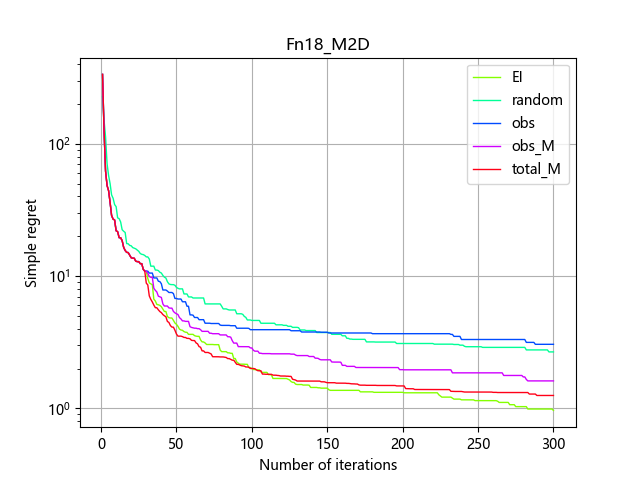 Fn18_M2D
EI
random
obs
obs_M
total_M
10²
10¹
10⁰
Simple regret
0 50 100 150 200 250 300
Number of iterations